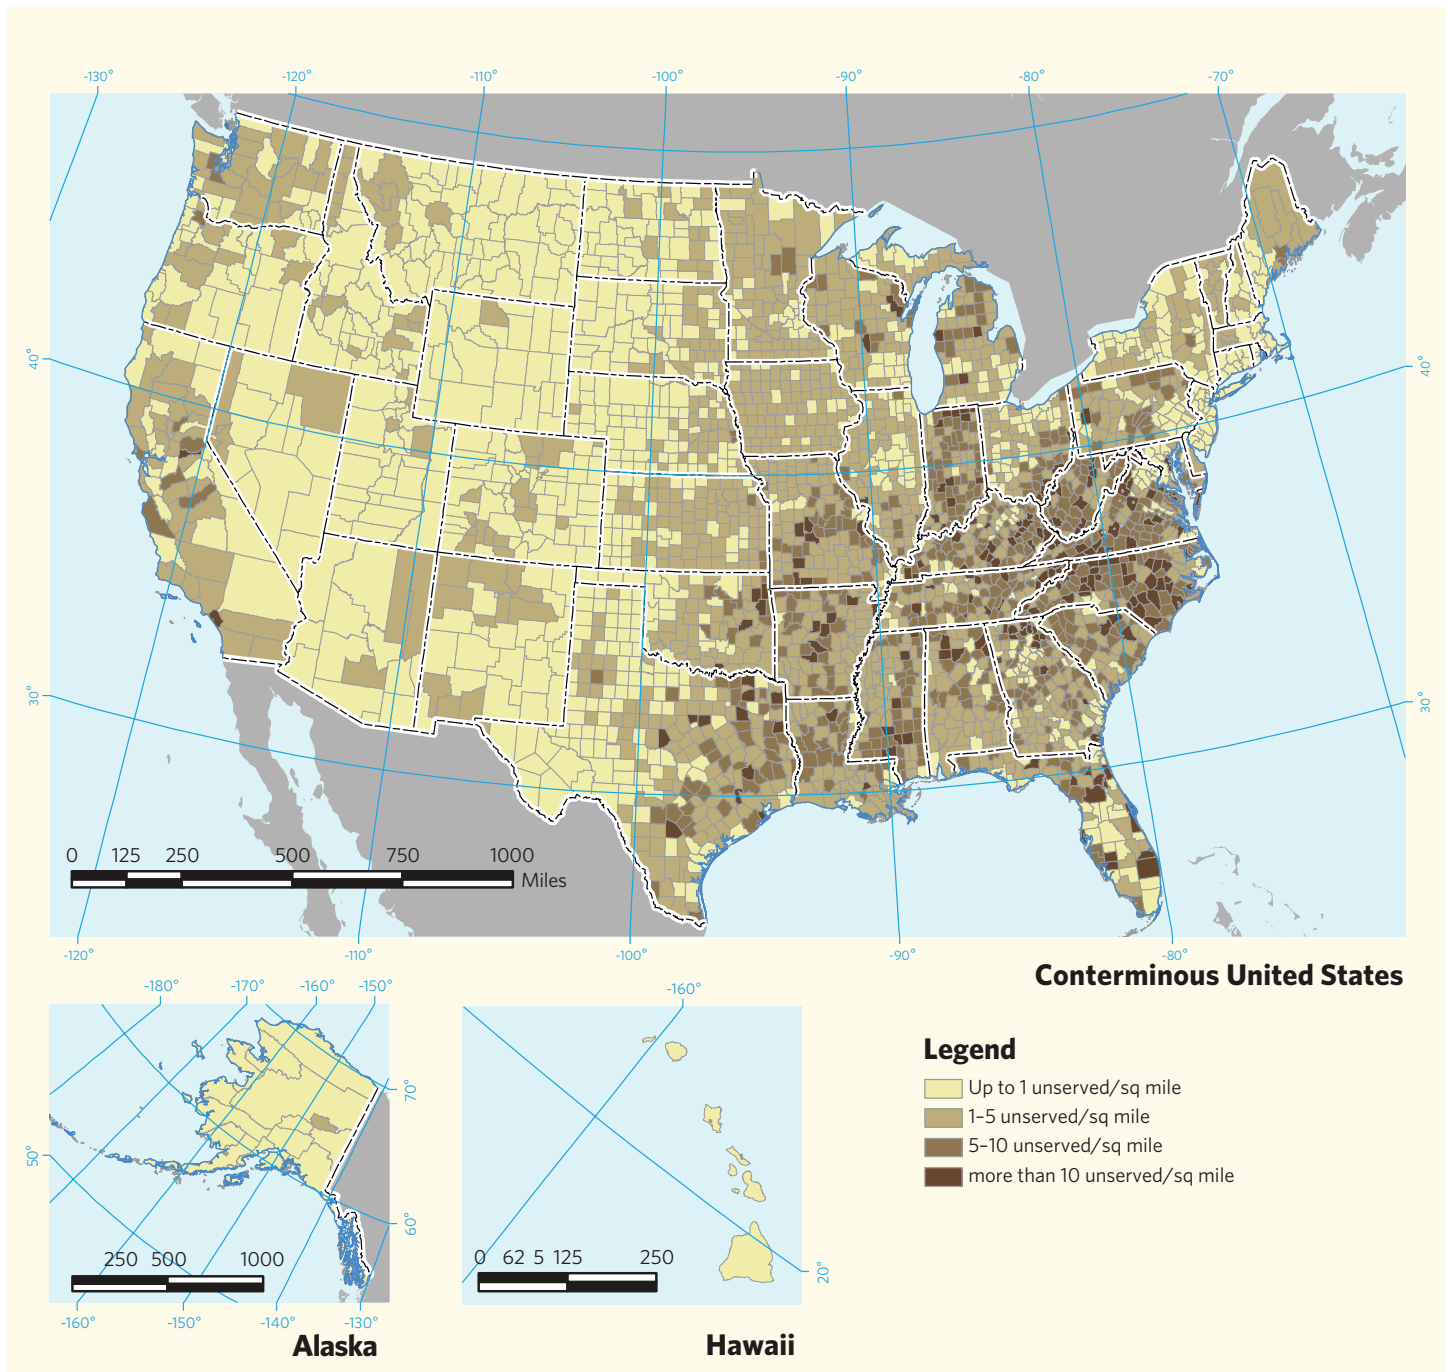 -130° -120° -110° -100° -90° -80° -70°
40° 40°
30° 30°
0 125 250 500 750 1000
Miles
-120° -110° -100° -90° -80°
Conterminous United States
-180° -170° -160° -150°
70°
50°
60°
250 500 1000
-160° -150° -140° -130°
Alaska
-160°
0 62 5 125 250
20°
Hawaii
Legend
Up to 1 unserved/sq mile
1–5 unserved/sq mile
5–10 unserved/sq mile
more than 10 unserved/sq mile